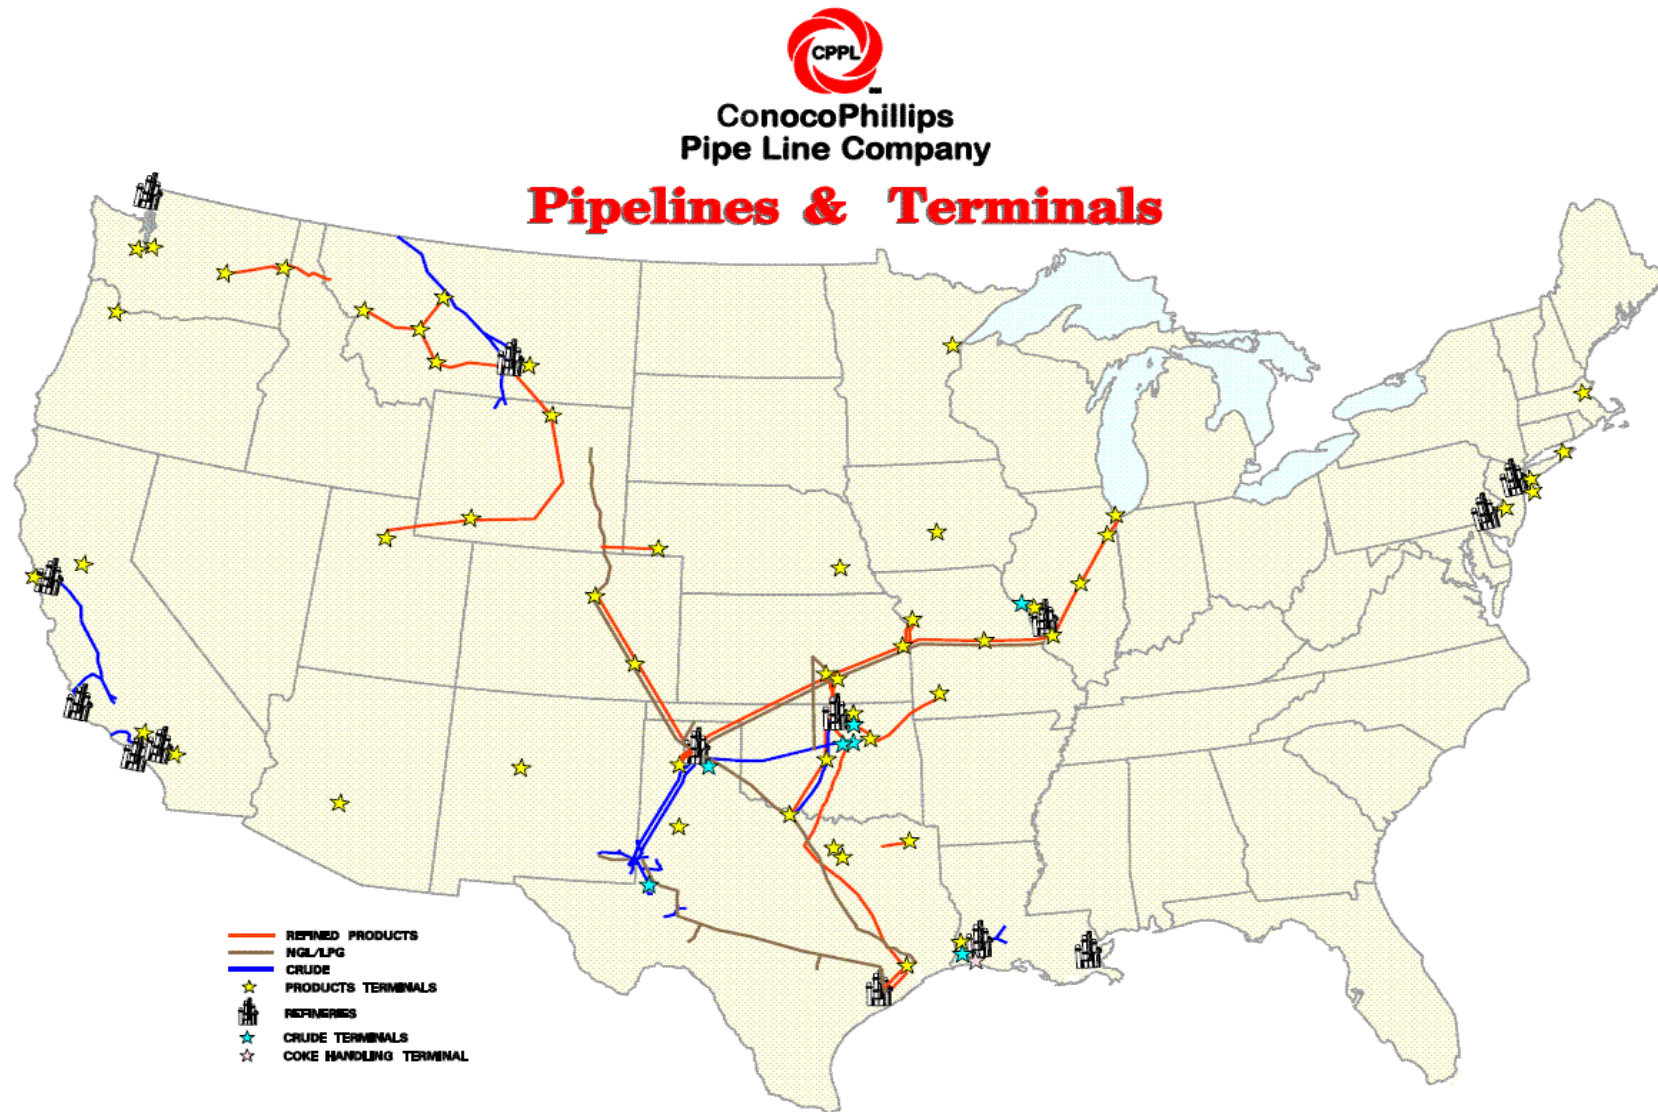 CPPL
ConocoPhillips
Pipe Line Company
Pipelines & Terminals
REFINED PRODUCTS
NGL/LPG
CRUDE
PRODUCTS TERMINALS
REFINERIES
CRUDE TERMINALS
COKE HANDLING TERMINAL